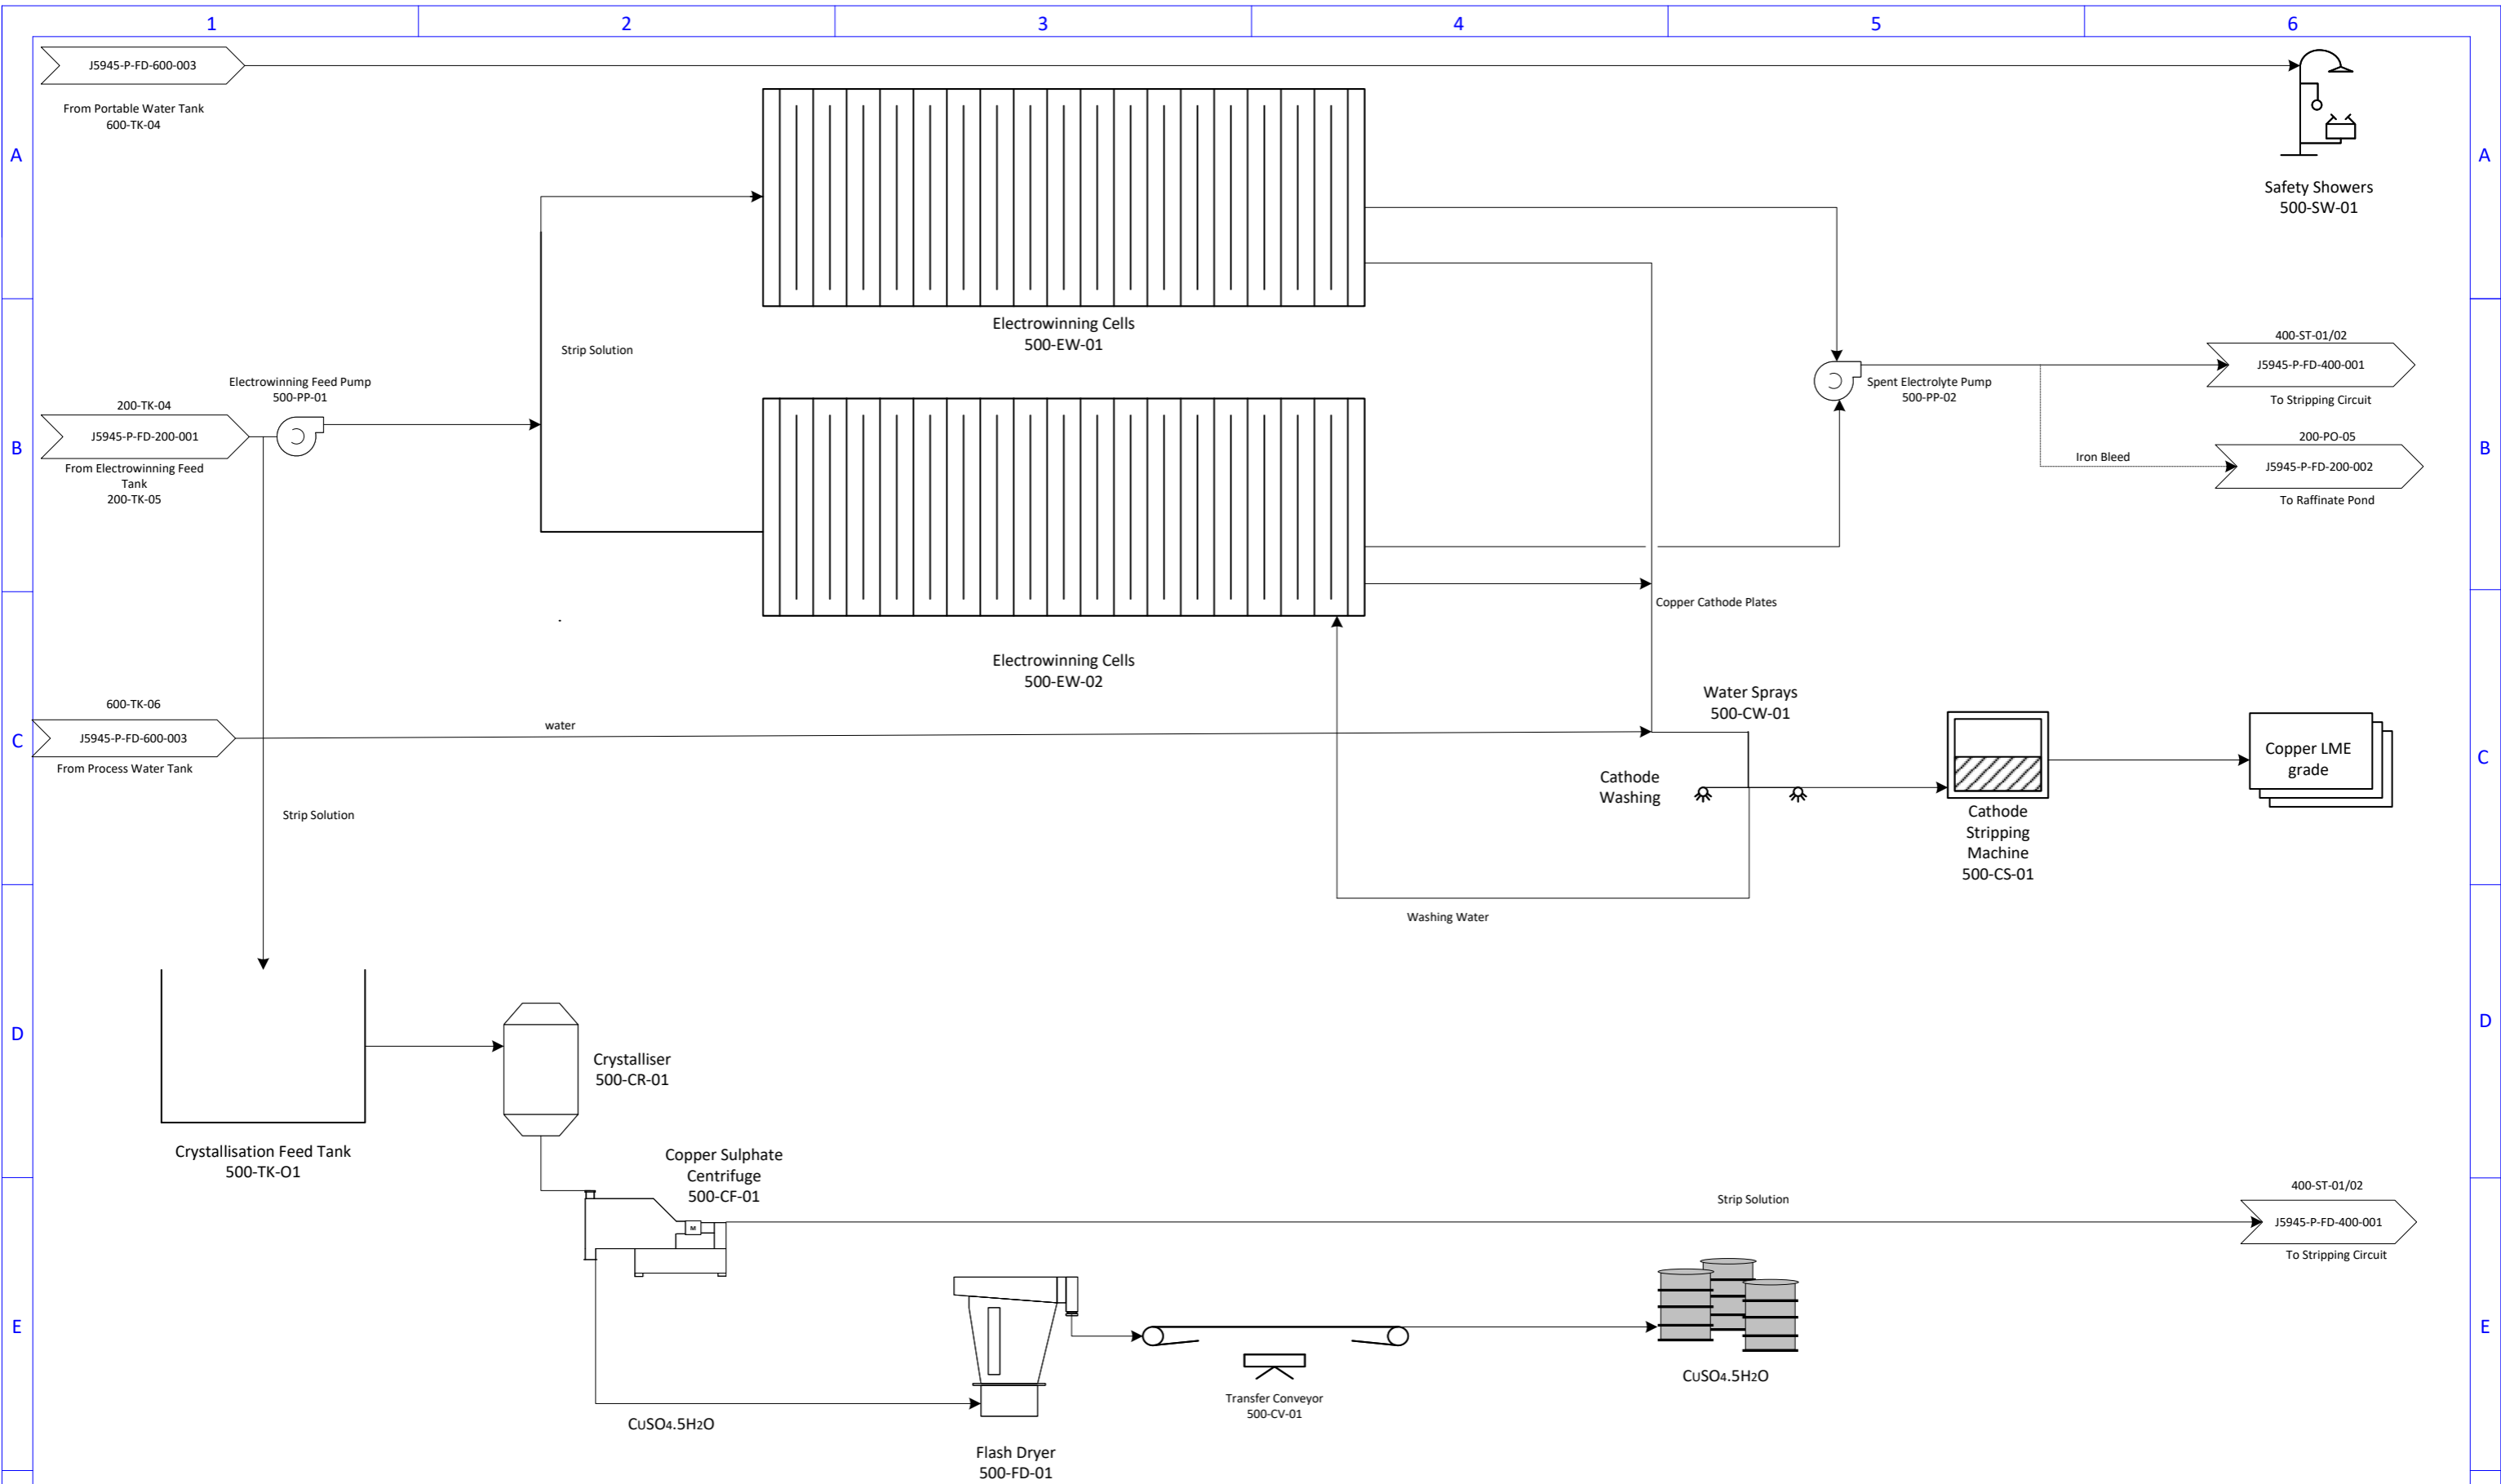 1
2
3
4
5
6
J5945-P-FD-600-003
From Portable Water Tank
600-TK-04
A
A
Safety Showers
500-SW-01
Electrowinning Cells
500-EW-01
Strip Solution
400-ST-01/02
J5945-P-FD-400-001
To Stripping Circuit
Electrowinning Feed Pump
500-PP-01
Spent Electrolyte Pump
500-PP-02
200-TK-04
J5945-P-FD-200-001
From Electrowinning Feed
Tank
200-TK-05
B
B
200-PO-05
Iron Bleed
J5945-P-FD-200-002
To Raffinate Pond
Copper Cathode Plates
Electrowinning Cells
500-EW-02
600-TK-06
J5945-P-FD-600-003
From Process Water Tank
water
C
C
Water Sprays
500-CW-01
Cathode
Washing
Copper LME
grade
Cathode
Stripping
Machine
500-CS-01
Strip Solution
Washing Water
D
D
Crystalliser
500-CR-01
Crystallisation Feed Tank
500-TK-O1
Copper Sulphate
Centrifuge
500-CF-01
M
Strip Solution
400-ST-01/02
J5945-P-FD-400-001
To Stripping Circuit
E
E
CUSO4.5H2O
Transfer Conveyor
500-CV-01
CUSO4.5H2O
Flash Dryer
500-FD-01